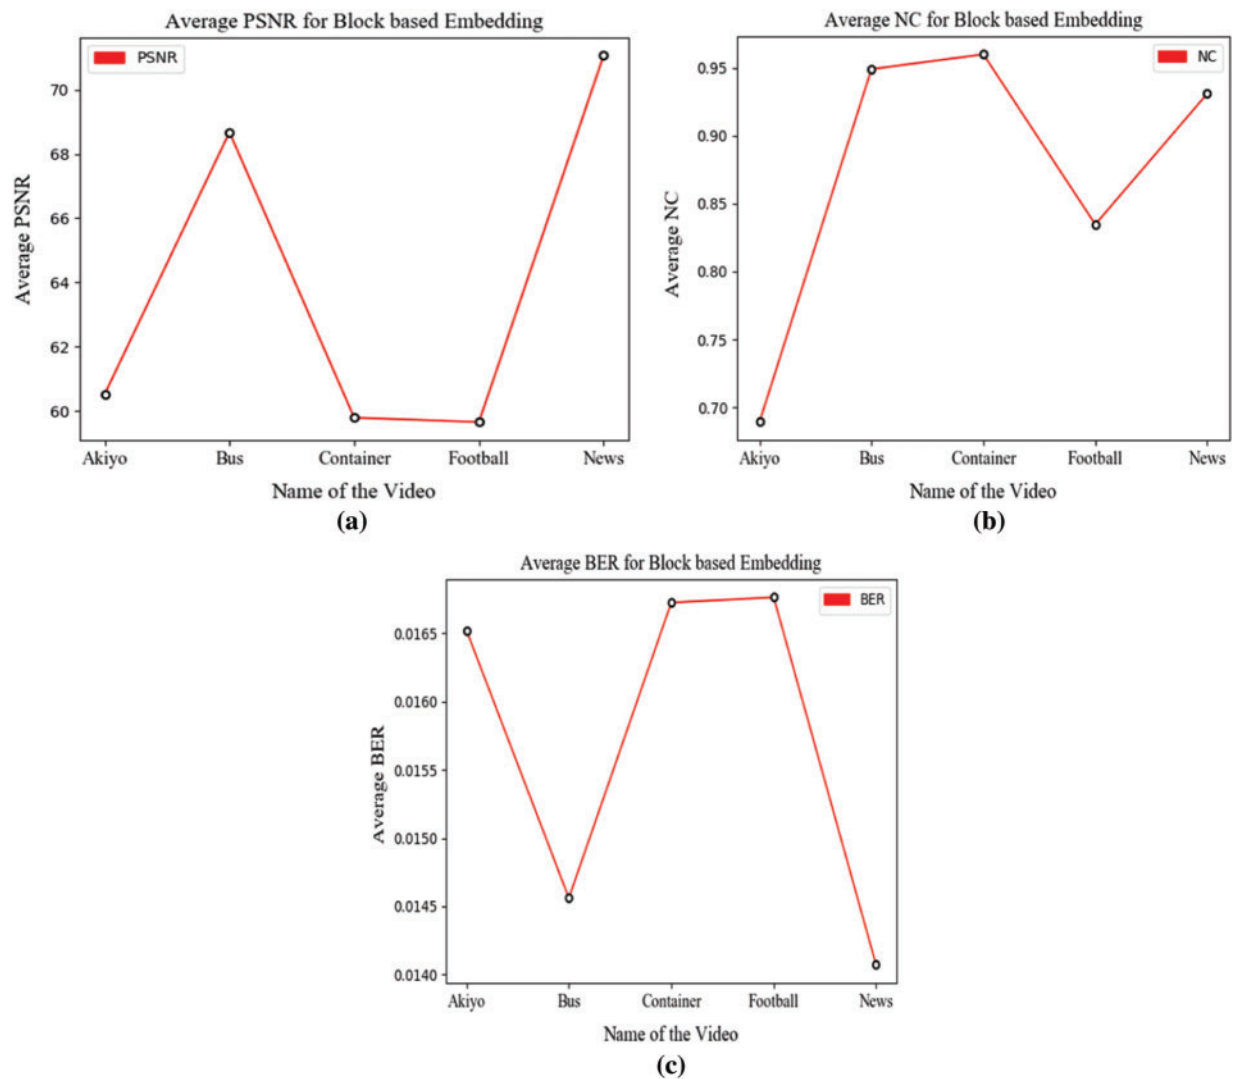 Average PSNR for Block based Embedding
PSNR
70
68
66
64
62
60
Average PSNR
Akiyo Bus Container Football News
Name of the Video
(a)
Average NC for Block based Embedding
NC
0.95
0.90
0.85
0.80
0.75
0.70
Average NC
Akiyo Bus Container Football News
Name of the Video
(b)
Average BER for Block based Embedding
BER
0.0165
0.0160
0.0155
0.0150
0.0145
0.0140
Average BER
Akiyo Bus Container Football News
Name of the Video
(c)